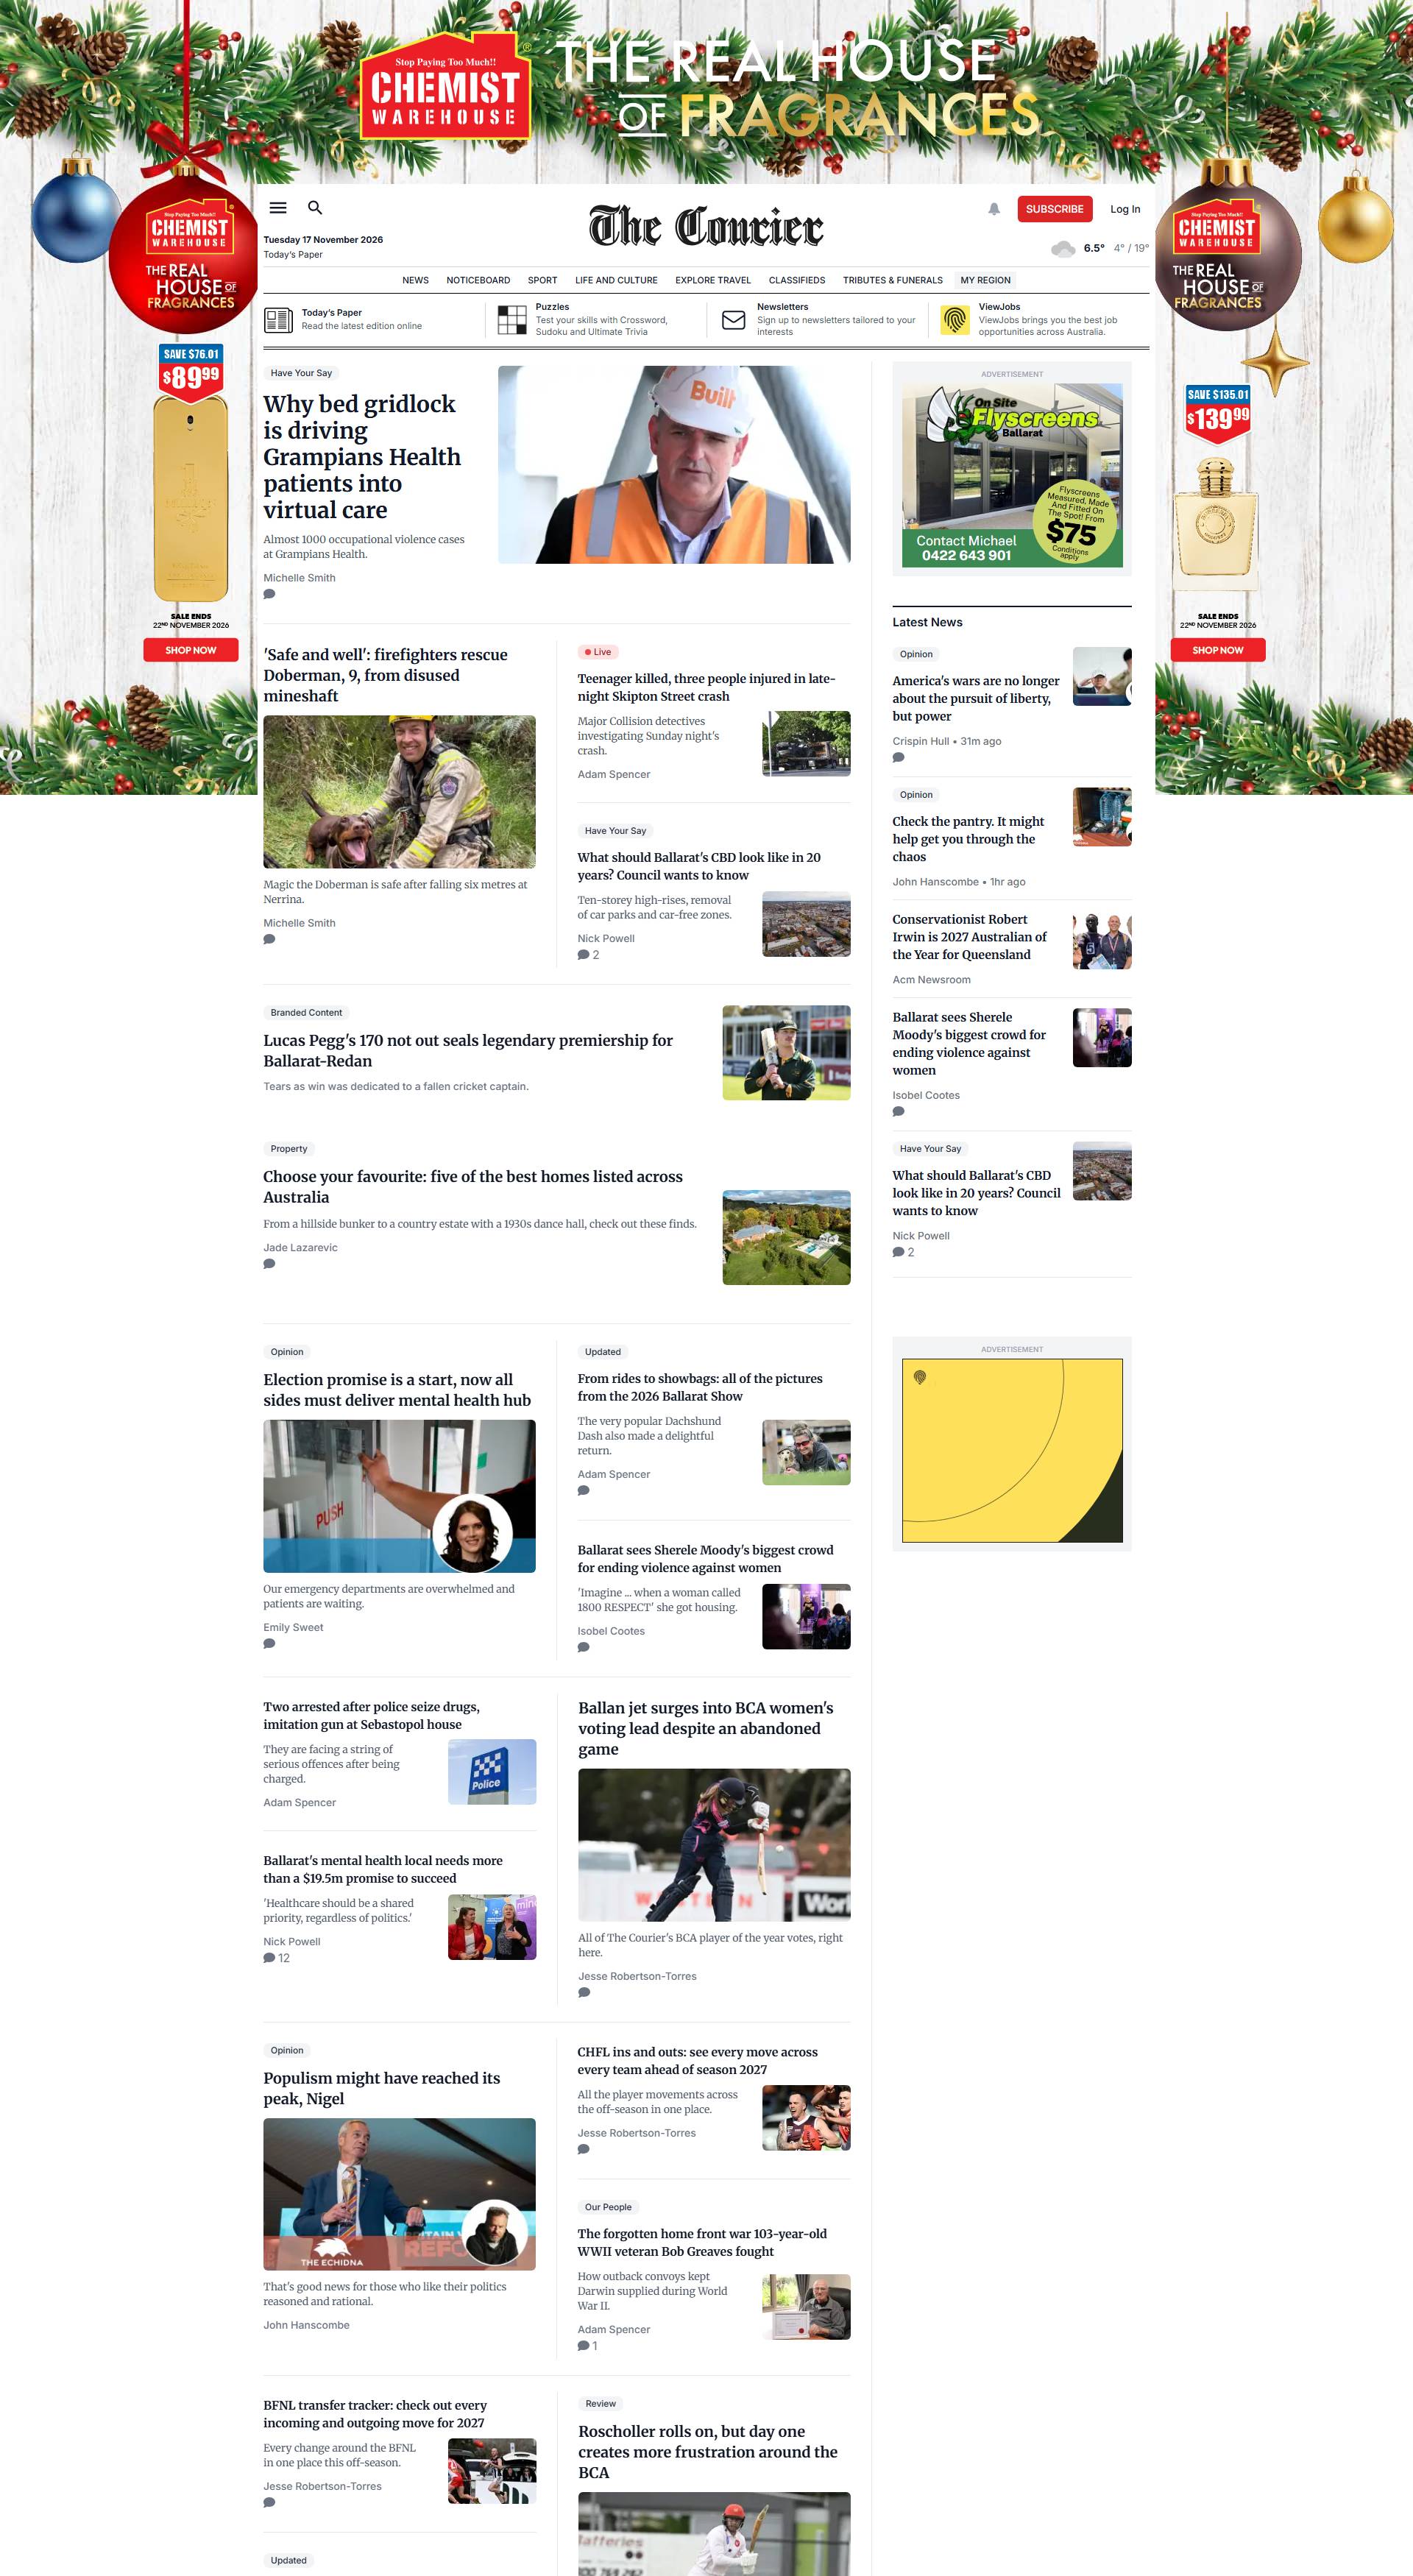 Stop Paying Too Much!!
CHEMIST
WAREHOUSE
THE REAL HOUSE
OF FRAGRANCES
Stop Paying Too Much!!
CHEMIST
WAREHOUSE
THE REAL
HOUSE OF
FRAGRANCES
SAVE $76.01
$89.99
SALE ENDS
22ND NOVEMBER 2026
SHOP NOW
Stop Paying Too Much!!
CHEMIST
WAREHOUSE
THE REAL
HOUSE OF
FRAGRANCES
SAVE $135.01
$139.99
SALE ENDS
22ND NOVEMBER 2026
SHOP NOW
The Courier
SUBSCRIBE
Log In
Tuesday 17 November 2026
Today's Paper
6.5° 4° / 19°
NEWS NOTICEBOARD SPORT LIFE AND CULTURE EXPLORE TRAVEL CLASSIFIEDS TRIBUTES & FUNERALS MY REGION
Today's Paper
Read the latest edition online
Puzzles
Test your skills with Crossword,
Sudoku and Ultimate Trivia
Newsletters
Sign up to newsletters tailored to your
interests
ViewJobs
ViewJobs brings you the best job
opportunities across Australia.
Have Your Say
Why bed gridlock
is driving
Grampians Health
patients into
virtual care
Almost 1000 occupational violence cases
at Grampians Health.
Michelle Smith
Built
'Safe and well': firefighters rescue
Doberman, 9, from disused
mineshaft
Magic the Doberman is safe after falling six metres at
Nerrina.
Michelle Smith
Live
Teenager killed, three people injured in late-
night Skipton Street crash
Major Collision detectives
investigating Sunday night's
crash.
Adam Spencer
Have Your Say
What should Ballarat's CBD look like in 20
years? Council wants to know
Ten-storey high-rises, removal
of car parks and car-free zones.
Nick Powell
2
Branded Content
Lucas Pegg's 170 not out seals legendary premiership for
Ballarat-Redan
Tears as win was dedicated to a fallen cricket captain.
Property
Choose your favourite: five of the best homes listed across
Australia
From a hillside bunker to a country estate with a 1930s dance hall, check out these finds.
Jade Lazarevic
Opinion
Election promise is a start, now all
sides must deliver mental health hub
PUSH
Our emergency departments are overwhelmed and
patients are waiting.
Emily Sweet
Updated
From rides to showbags: all of the pictures
from the 2026 Ballarat Show
The very popular Dachshund
Dash also made a delightful
return.
Adam Spencer
Ballarat sees Sherele Moody's biggest crowd
for ending violence against women
'Imagine ... when a woman called
1800 RESPECT' she got housing.
Isobel Cootes
Two arrested after police seize drugs,
imitation gun at Sebastopol house
They are facing a string of
serious offences after being
charged.
Adam Spencer
Police
Ballarat's mental health local needs more
than a $19.5m promise to succeed
'Healthcare should be a shared
priority, regardless of politics.'
Nick Powell
12
Ballan jet surges into BCA women's
voting lead despite an abandoned
game
All of The Courier's BCA player of the year votes, right
here.
Jesse Robertson-Torres
Opinion
Populism might have reached its
peak, Nigel
THE ECHIDNA
That's good news for those who like their politics
reasoned and rational.
John Hanscombe
CHFL ins and outs: see every move across
every team ahead of season 2027
All the player movements across
the off-season in one place.
Jesse Robertson-Torres
Our People
The forgotten home front war 103-year-old
WWII veteran Bob Greaves fought
How outback convoys kept
Darwin supplied during World
War II.
Adam Spencer
1
BFNL transfer tracker: check out every
incoming and outgoing move for 2027
Every change around the BFNL
in one place this off-season.
Jesse Robertson-Torres
Updated
Review
Roscholler rolls on, but day one
creates more frustration around the
BCA
ADVERTISEMENT
On Site
Flyscreens
Ballarat
Flyscreens
Measured, Made
And Fitted On
The Spot! From
$75
Conditions
apply
Contact Michael
0422 643 901
Latest News
Opinion
America's wars are no longer
about the pursuit of liberty,
but power
Crispin Hull • 31m ago
Opinion
Check the pantry. It might
help get you through the
chaos
John Hanscombe • 1hr ago
Conservationist Robert
Irwin is 2027 Australian of
the Year for Queensland
Acm Newsroom
Ballarat sees Sherele
Moody's biggest crowd for
ending violence against
women
Isobel Cootes
Have Your Say
What should Ballarat's CBD
look like in 20 years? Council
wants to know
Nick Powell
2
ADVERTISEMENT